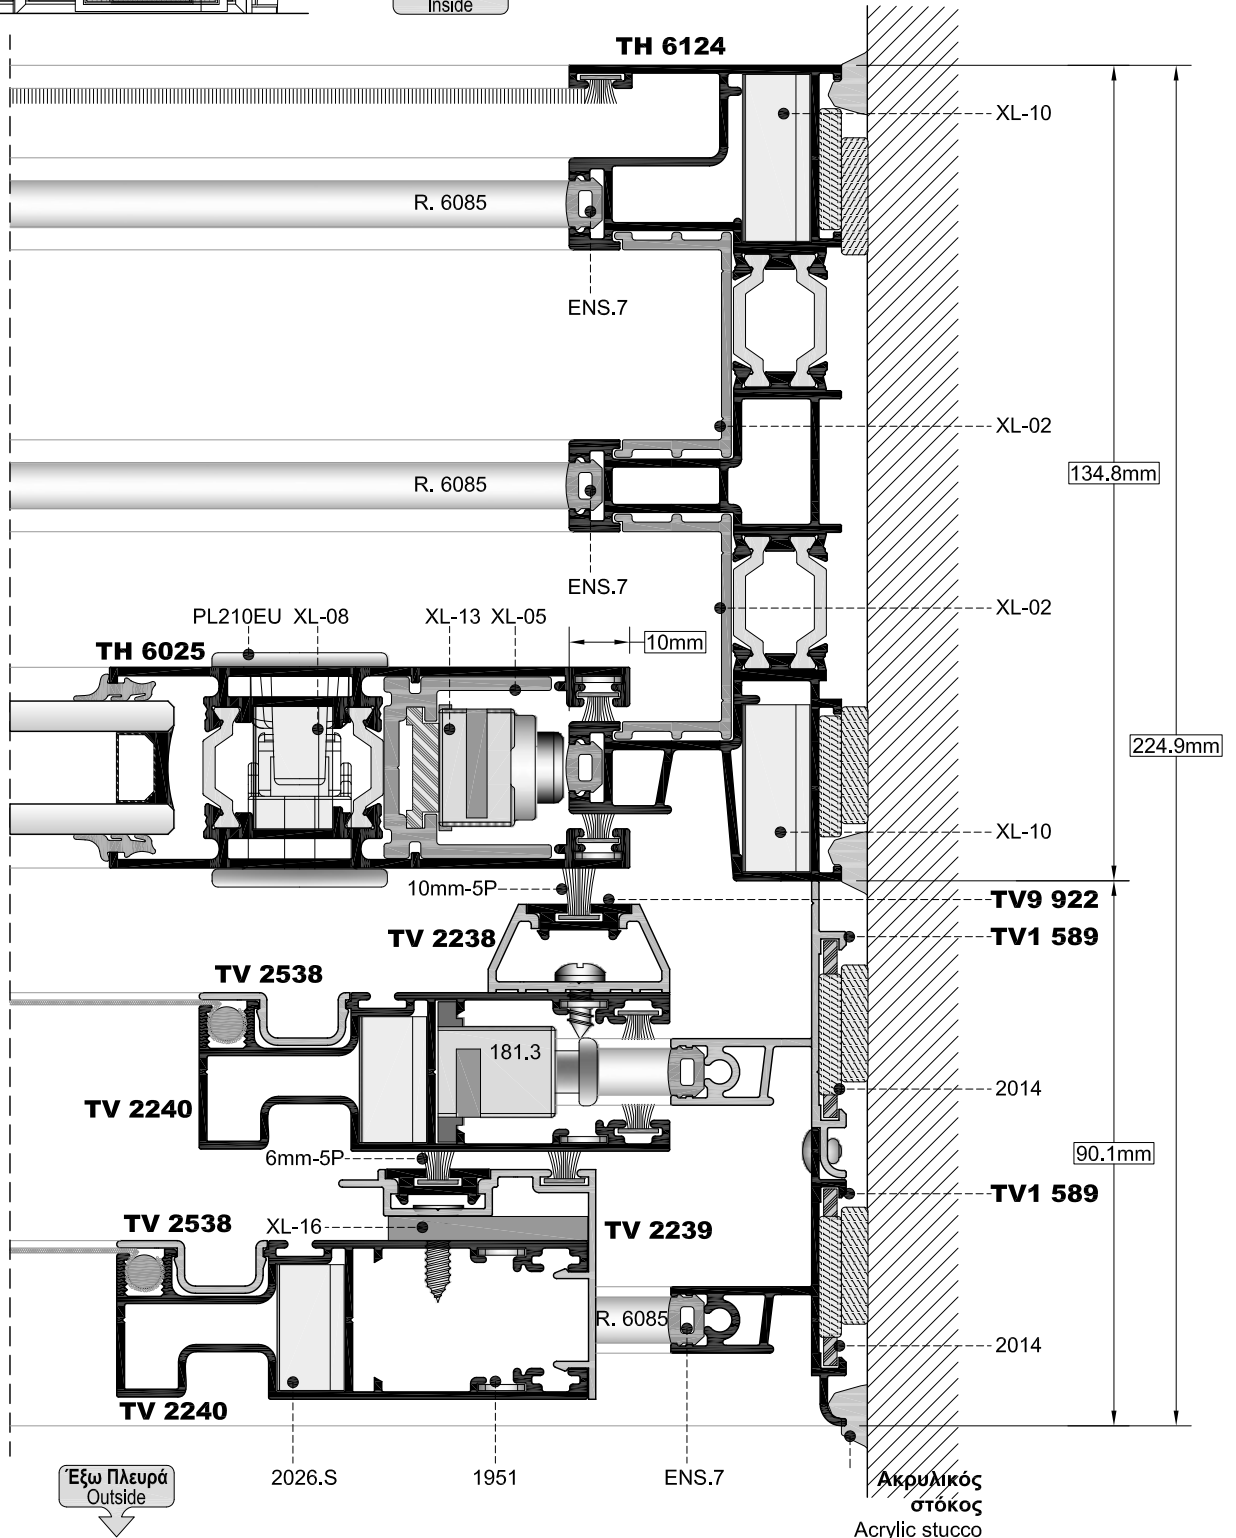 Inside
TH 6124
XL-10
R. 6085
ENS.7
XL-02
134.8mm
R. 6085
ENS.7
XL-02
PL210EU XL-08 XL-13 XL-05
10mm
TH 6025
224.9mm
XL-10
10mm-5P
TV9 922
TV 2238
TV1 589
TV 2538
181.3
2014
TV 2240
6mm-5P
90.1mm
TV1 589
TV 2538
XL-16
TV 2239
R. 6085
2014
TV 2240
Έξω Πλευρά
Outside
2026.S
1951
ENS.7
Ακρυλικός
στόκος
Acrylic stucco